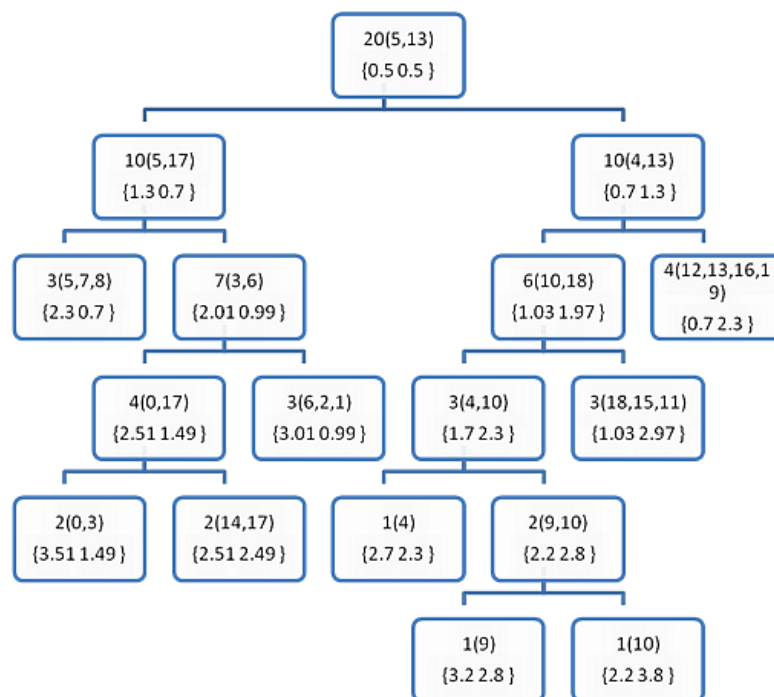 20(5,13)
{0.5 0.5 }
10(5,17)
{1.3 0.7 }
10(4,13)
{0.7 1.3 }
3(5,7,8)
{2.3 0.7 }
7(3,6)
{2.01 0.99 }
6(10,18)
{1.03 1.97 }
4(12,13,16,1
9)
{0.7 2.3 }
4(0,17)
{2.51 1.49 }
3(6,2,1)
{3.01 0.99 }
3(4,10)
{1.7 2.3 }
3(18,15,11)
{1.03 2.97 }
2(0,3)
{3.51 1.49 }
2(14,17)
{2.51 2.49 }
1(4)
{2.7 2.3 }
2(9,10)
{2.2 2.8 }
1(9)
{3.2 2.8 }
1(10)
{2.2 3.8 }